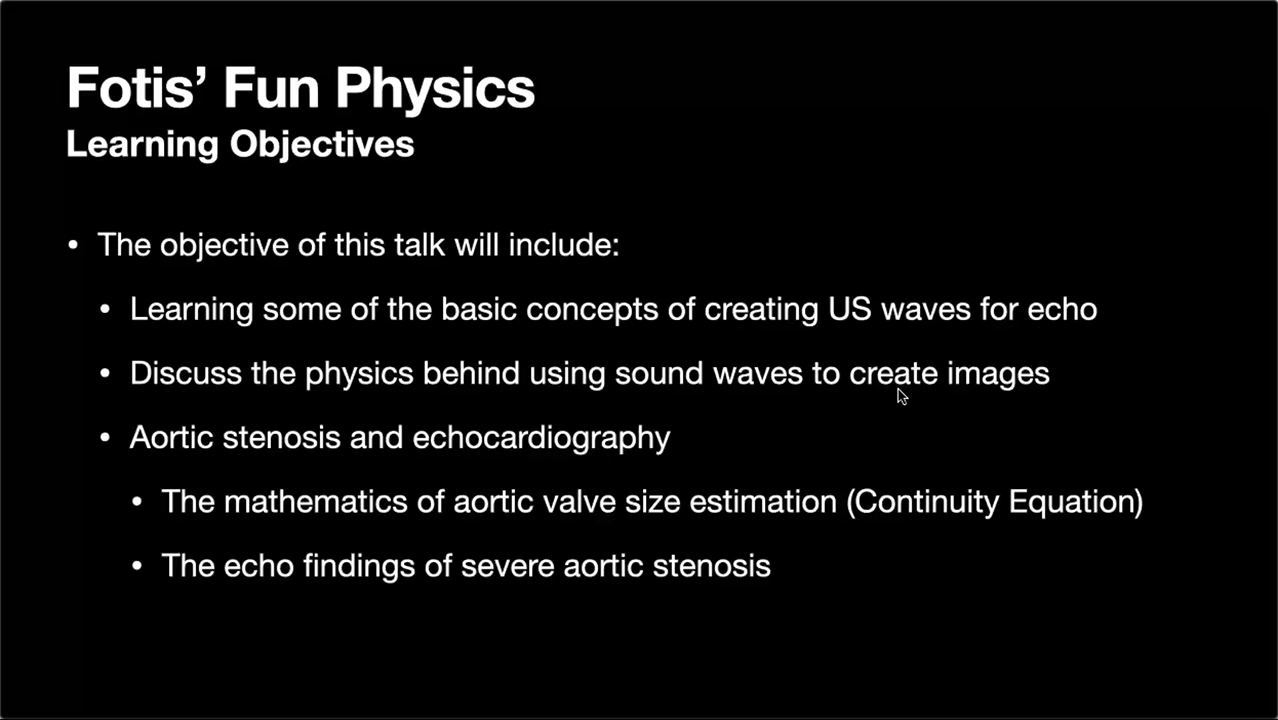 Fotis’ Fun Physics
Learning Objectives
• The objective of this talk will include:
• Learning some of the basic concepts of creating US waves for echo
• Discuss the physics behind using sound waves to create images
• Aortic stenosis and echocardiography
• The mathematics of aortic valve size estimation (Continuity Equation)
• The echo findings of severe aortic stenosis